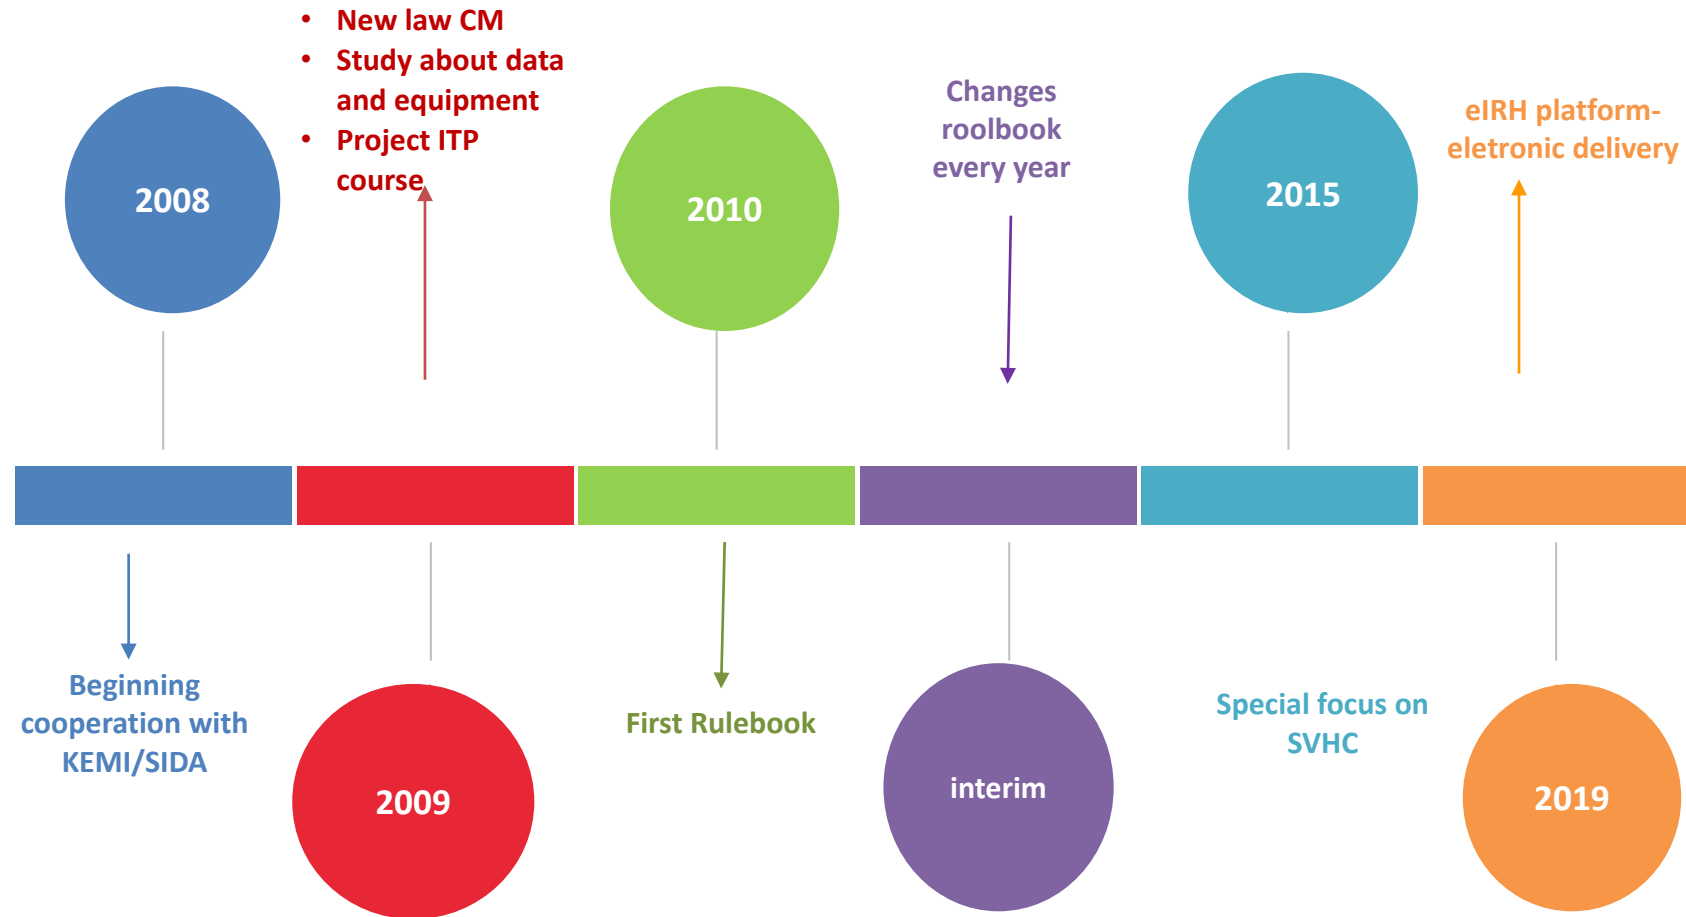 • New law CM
• Study about data
and equipment
• Project ITP
course
2008
2010
Changes
roolbook
every year
2015
eIRH platform-
eletronic delivery
Beginning
cooperation with
KEMI/SIDA
2009
First Rulebook
interim
Special focus on
SVHC
2019